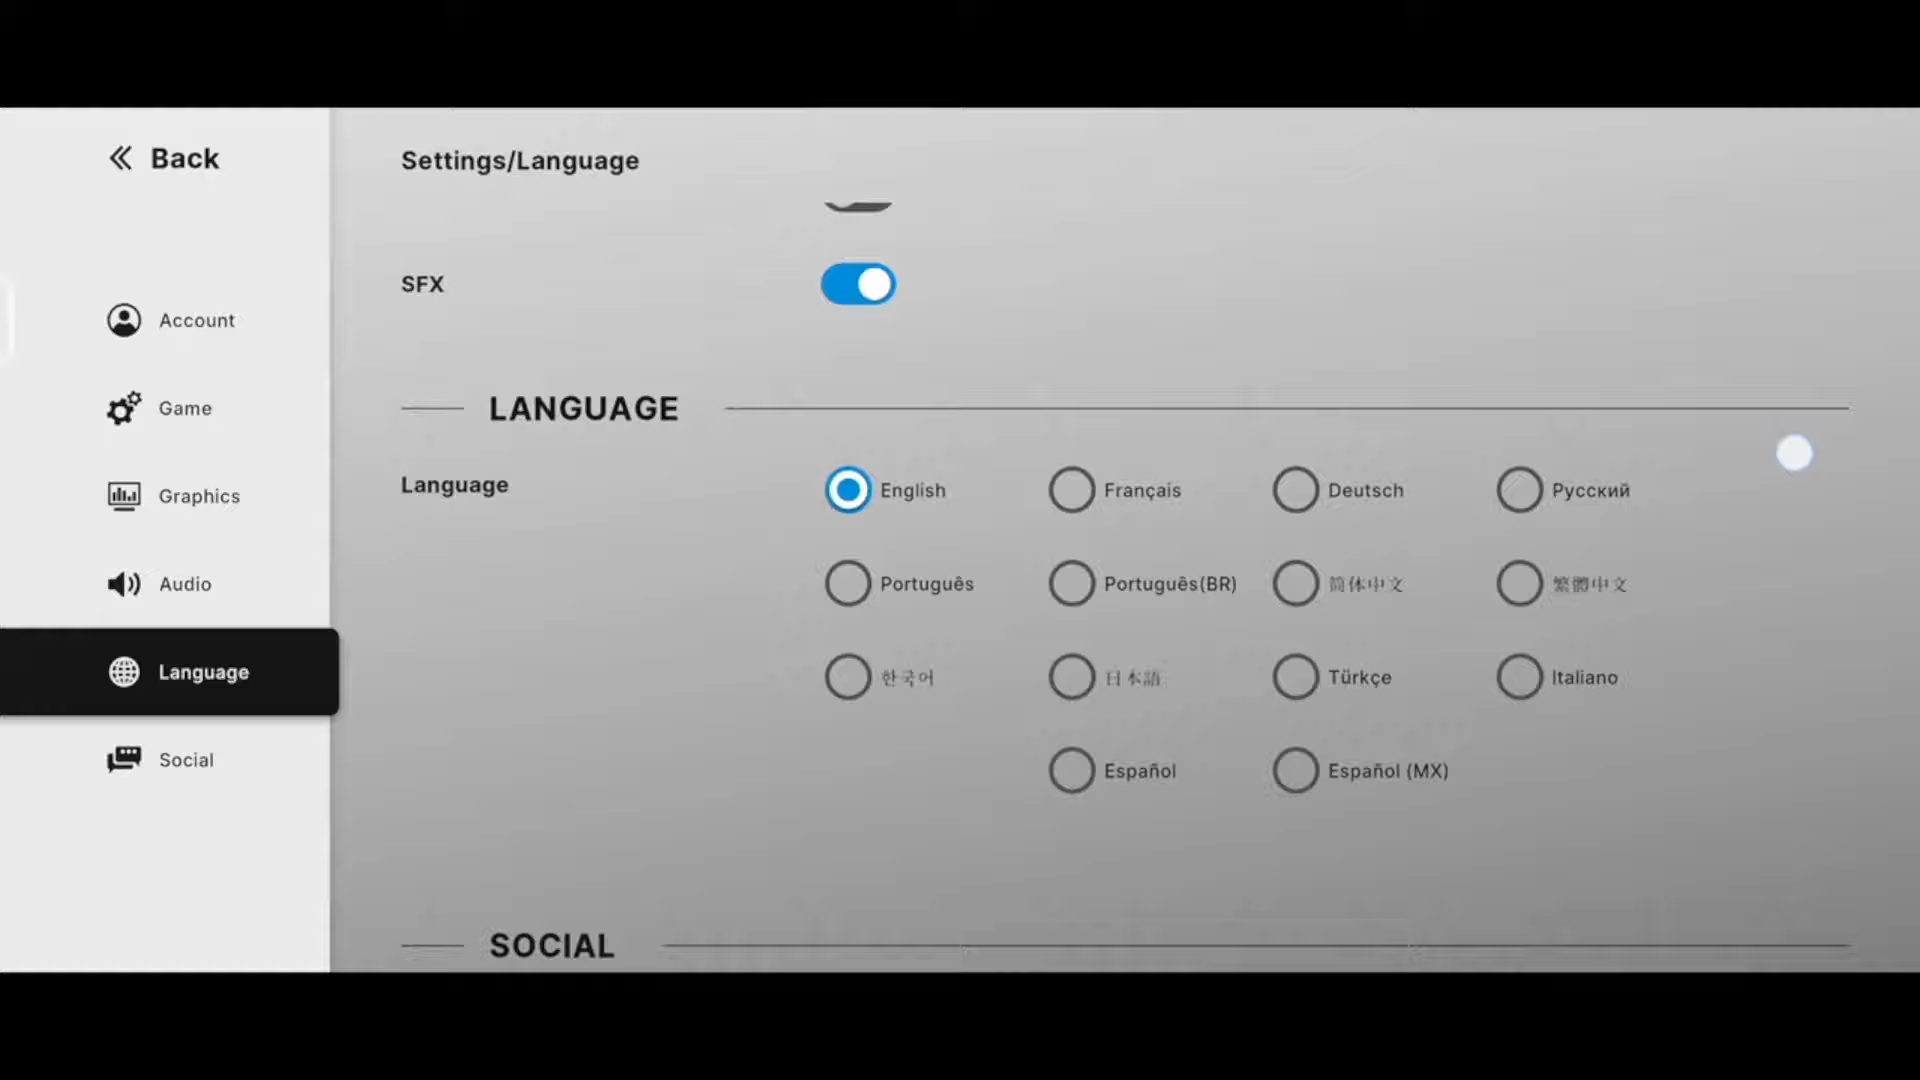 Back
Settings/Language
SFX
Account
Game
Graphics
Audio
Language
Social
LANGUAGE
Language
English Français Deutsch Русский
Português Português(BR) 简体中文 繁體中文
한국어 日本語 Türkçe Italiano
Español Español (MX)
SOCIAL